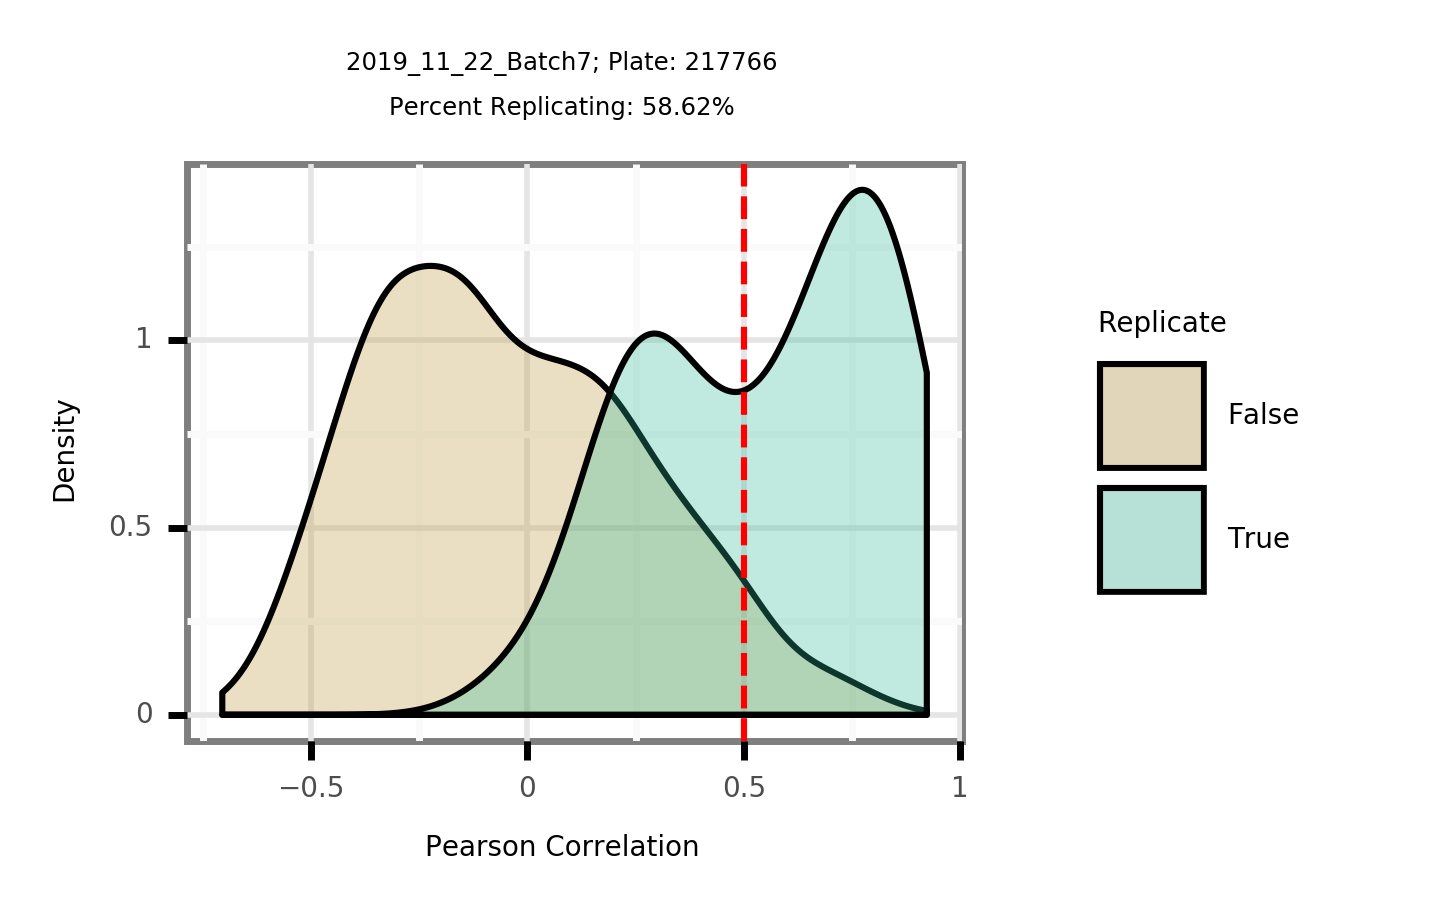 2019_11_22_Batch7; Plate: 217766
Percent Replicating: 58.62%
Density
1
0.5
0
−0.5
0
0.5
1
Pearson Correlation
Replicate
False
True